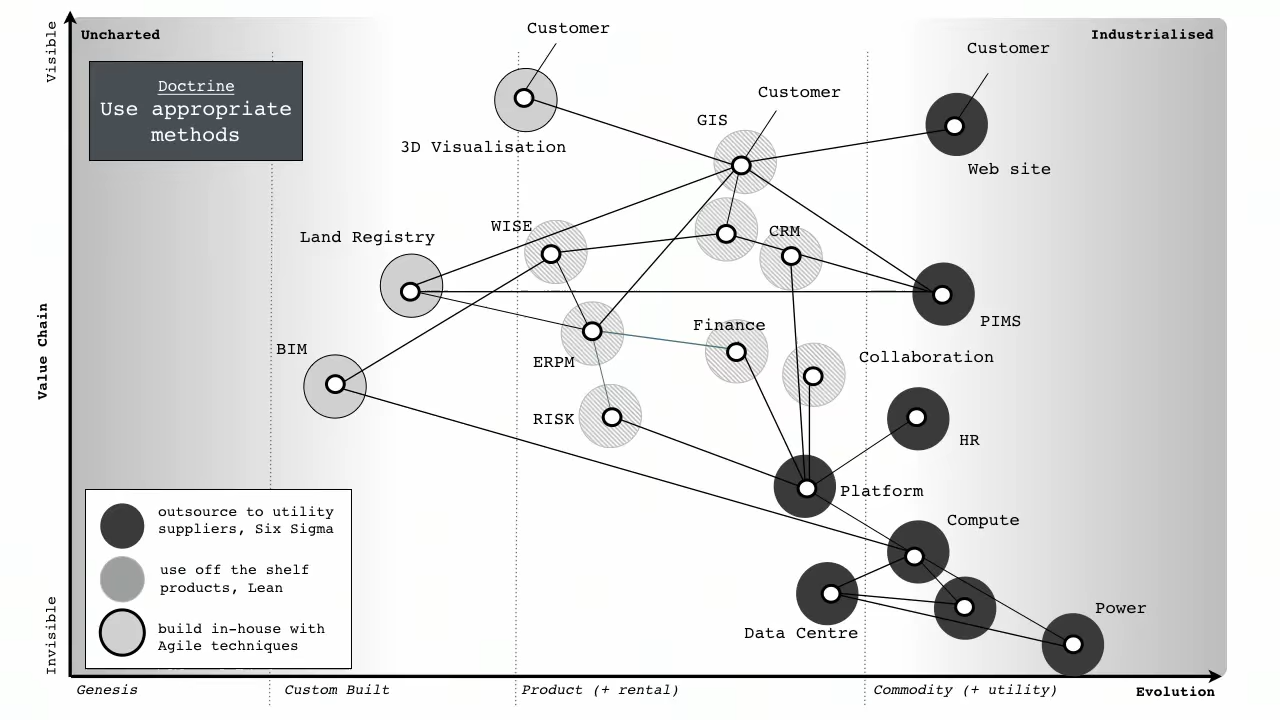 Customer
Visible
Uncharted
Industrialised
Customer
Doctrine
Use appropriate
methods
Customer
GIS
3D Visualisation
Web site
WISE
CRM
Land Registry
PIMS
Finance
BIM
ERPM
Collaboration
Value Chain
RISK
HR
Platform
outsource to utility
suppliers, Six Sigma
Compute
use off the shelf
products, Lean
Power
build in-house with
Agile techniques
Data Centre
Invisible
Genesis
Custom Built
Product (+ rental)
Commodity (+ utility)
Evolution